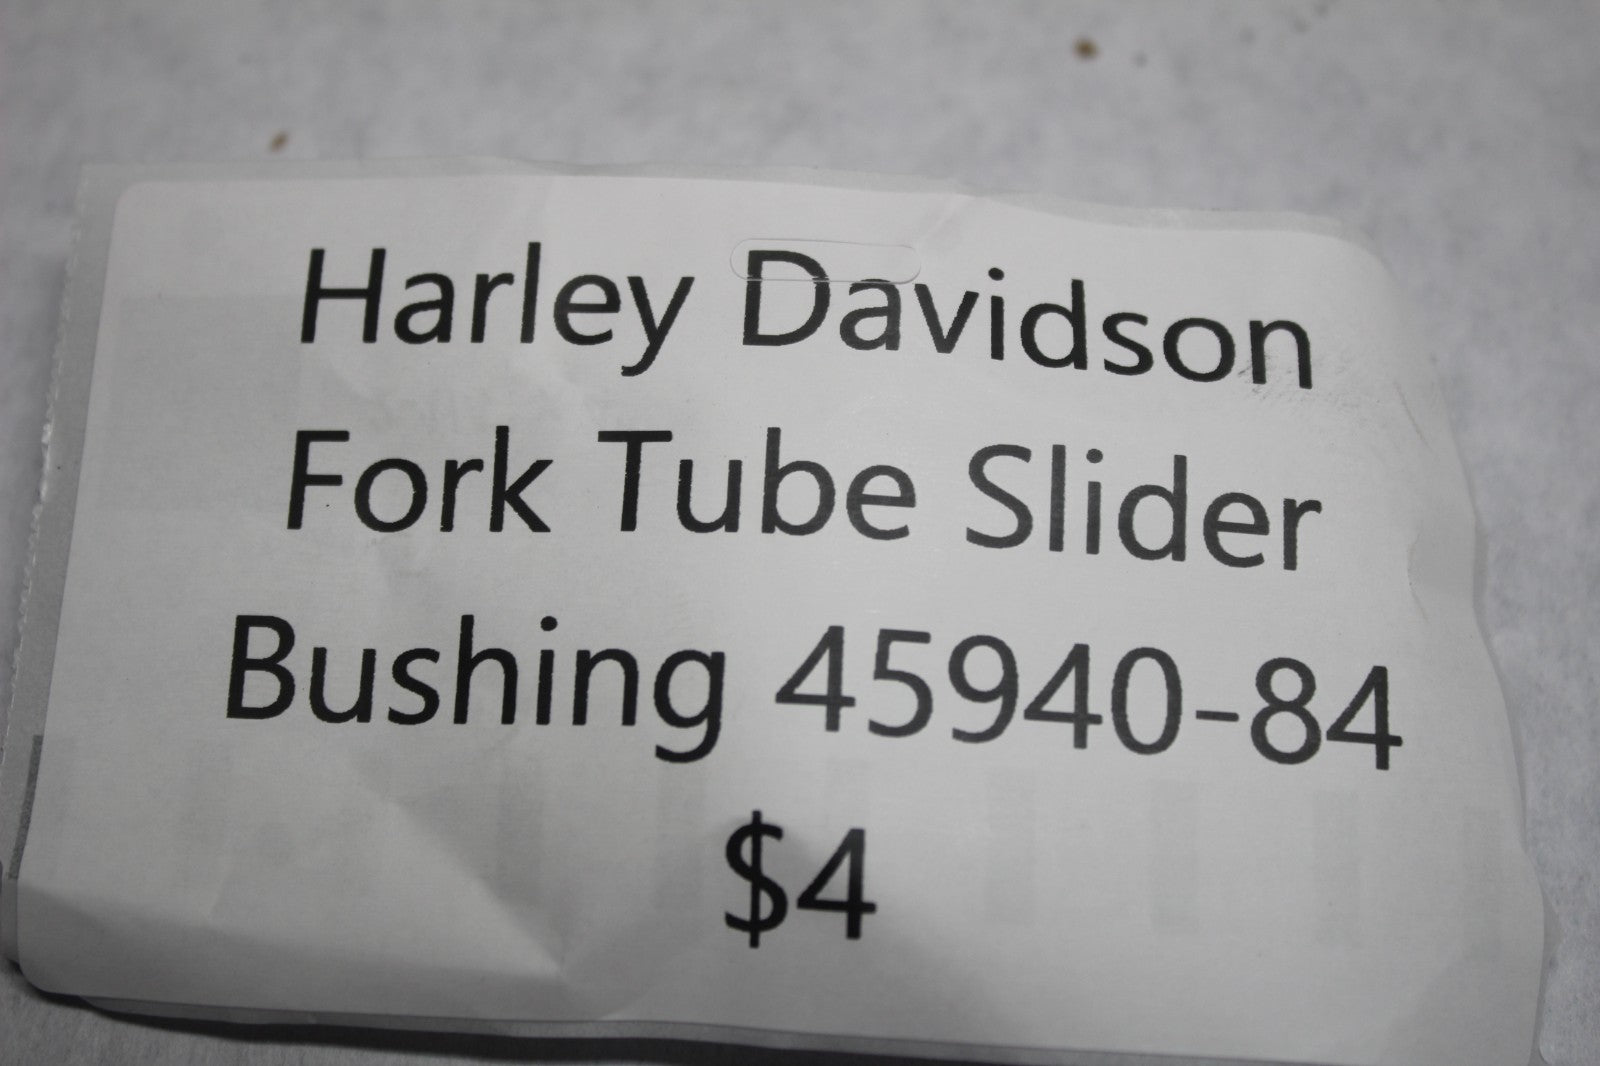 Harley Davidson
Fork Tube Slider
Bushing 45940-84
$4